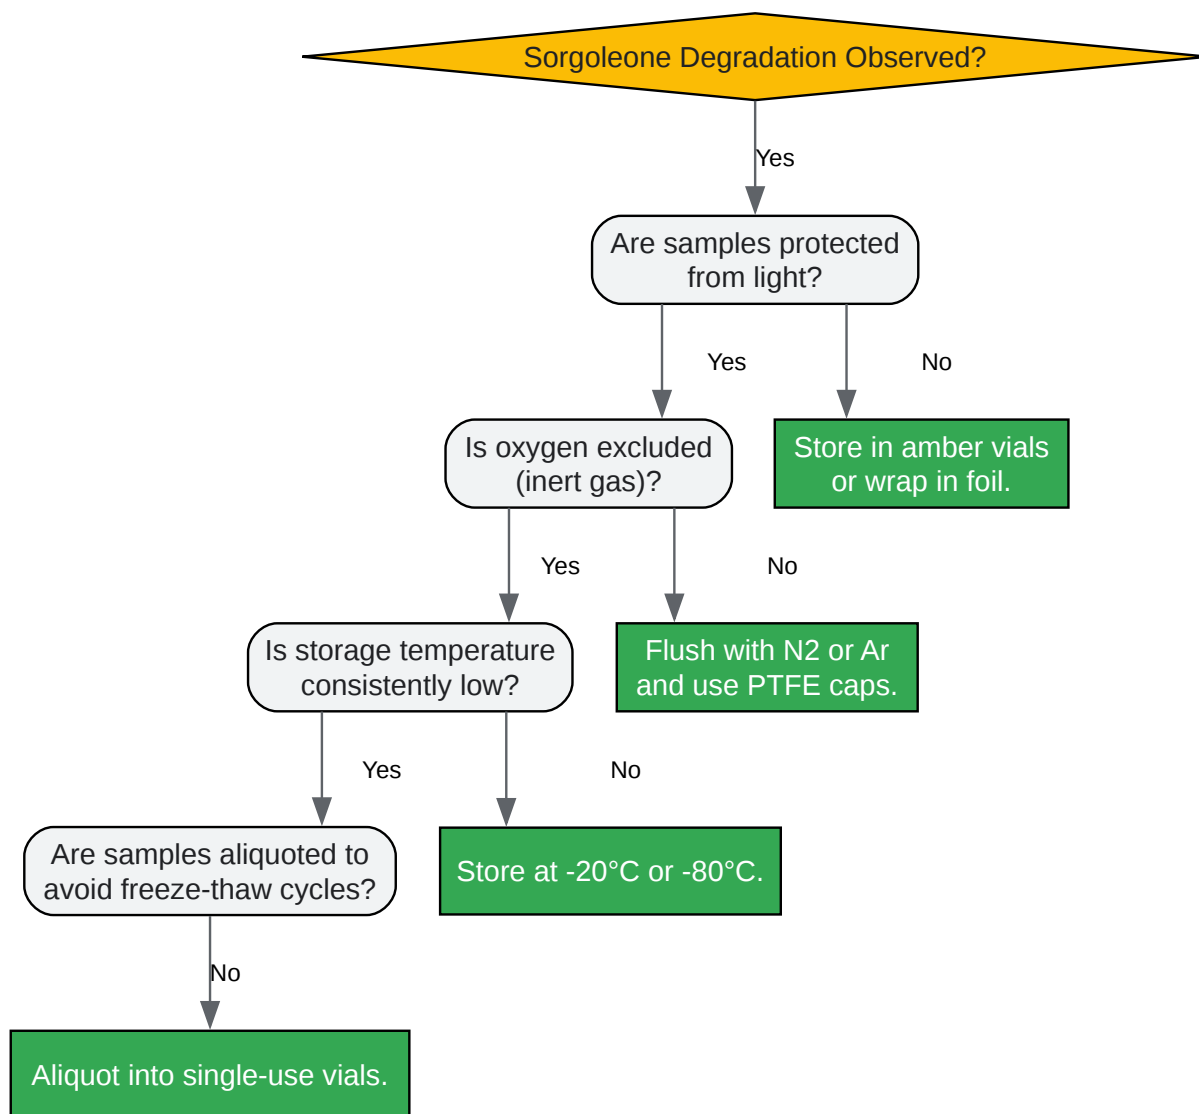 Sorgoleone Degradation Observed?
Yes
Are samples protected
from light?
Yes
No
Is oxygen excluded
(inert gas)?
Store in amber vials
or wrap in foil.
Yes
No
Is storage temperature
consistently low?
Flush with N2 or Ar
and use PTFE caps.
Yes
No
Are samples aliquoted to
avoid freeze-thaw cycles?
Store at -20°C or -80°C.
No
Aliquot into single-use vials.